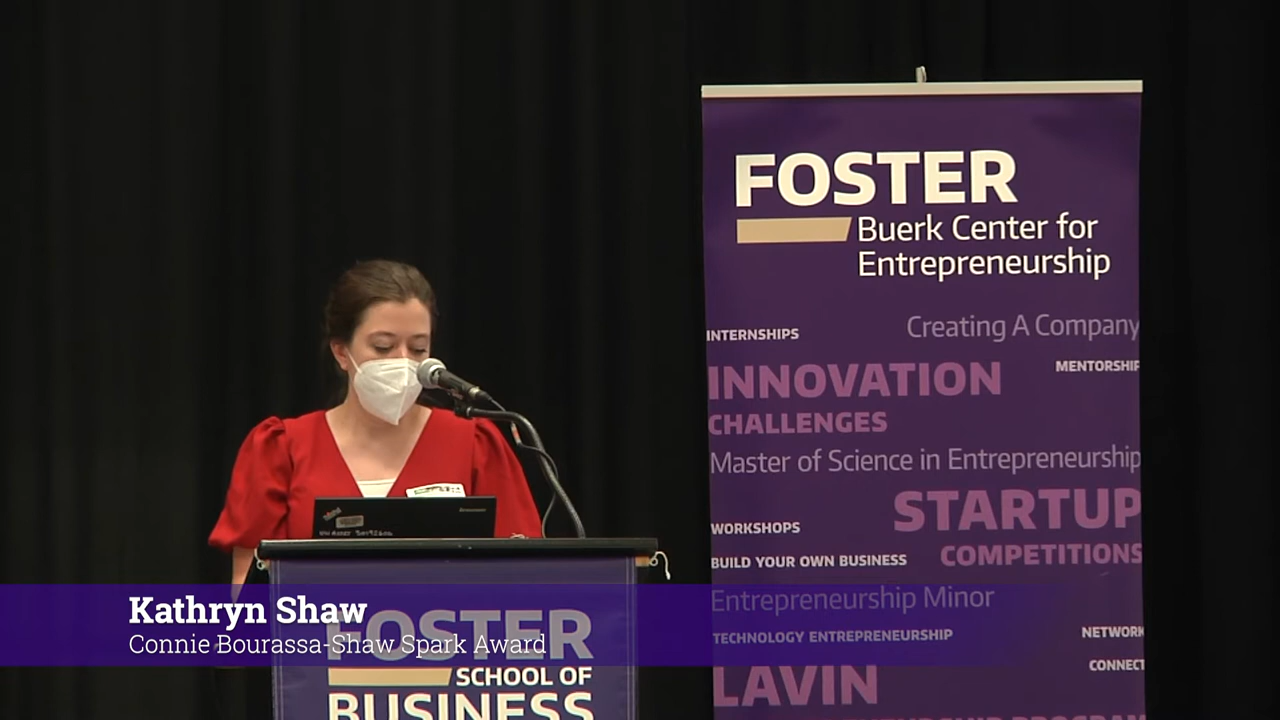 FOSTER
Buerk Center for
Entrepreneurship
INTERNSHIPS
Creating A Company
MENTORSHIP
INNOVATION
CHALLENGES
Master of Science in Entrepreneurship
STARTUP
WORKSHOPS
COMPETITIONS
BUILD YOUR OWN BUSINESS
Entrepreneurship Minor
TECHNOLOGY ENTREPRENEURSHIP
NETWORK
CONNECT
LAVIN
Kathryn Shaw
Connie Bourassa-Shaw Spark Award
FOSTER
SCHOOL OF
BUSINESS